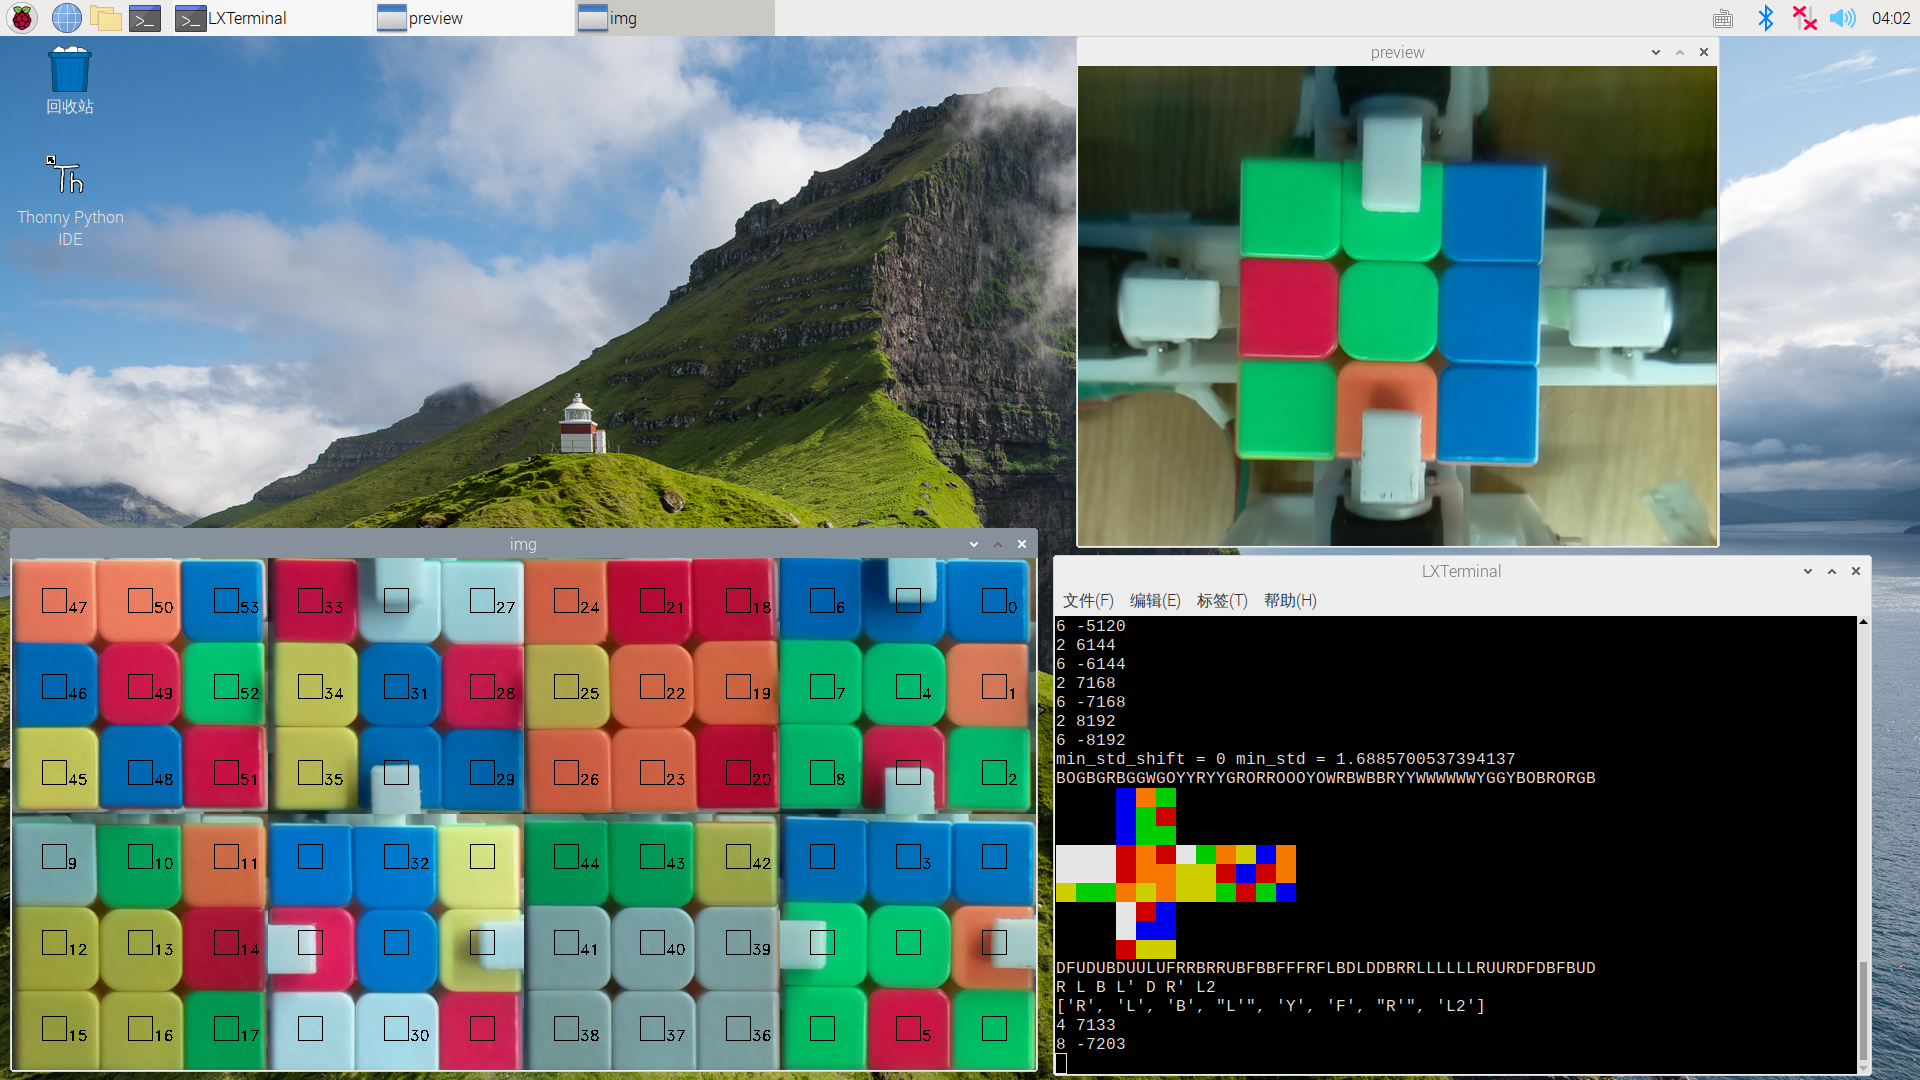 LXTerminal
preview
img
04:02
回收站
Th
Thonny Python
IDE
preview
img
47 50 53
33 27
24 21 18
6 0
46 49 52
34 31 28
25 22 19
7 4 1
45 48 51
35 29
26 23 20
8 2
9 10 11
32
44 43 42
3
12 13 14
41 40 39
15 16 17
30
38 37 36
5
LXTerminal
文件(F) 编辑(E) 标签(T) 帮助(H)
6 -5120
2 6144
6 -6144
2 7168
6 -7168
2 8192
6 -8192
min_std_shift = 0 min_std = 1.6885700537394137
BOGBGRBGGWGOYYRYYGRORROOOYOWRBWBBRYYWWWWWWYGGYBOBRORGB
DFUDUBDUULUFRRBRRUBFBBFFFRFLBDLDDBRRLLLLLLRUURDFDBFBUD
R L B L' D R' L2
['R', 'L', 'B', "L'", 'Y', 'F', "R'", 'L2']
4 7133
8 -7203